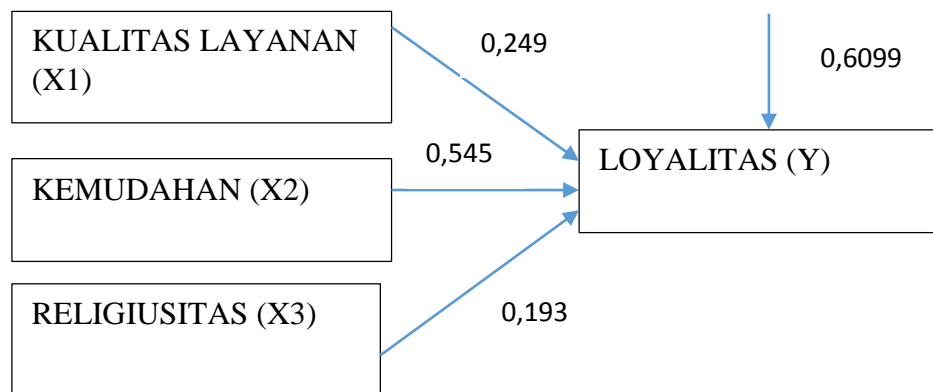 KUALITAS LAYANAN
(X1)
0,249
0,6099
0,545
LOYALITAS (Y)
KEMUDAHAN (X2)
RELIGIUSITAS (X3)
0,193